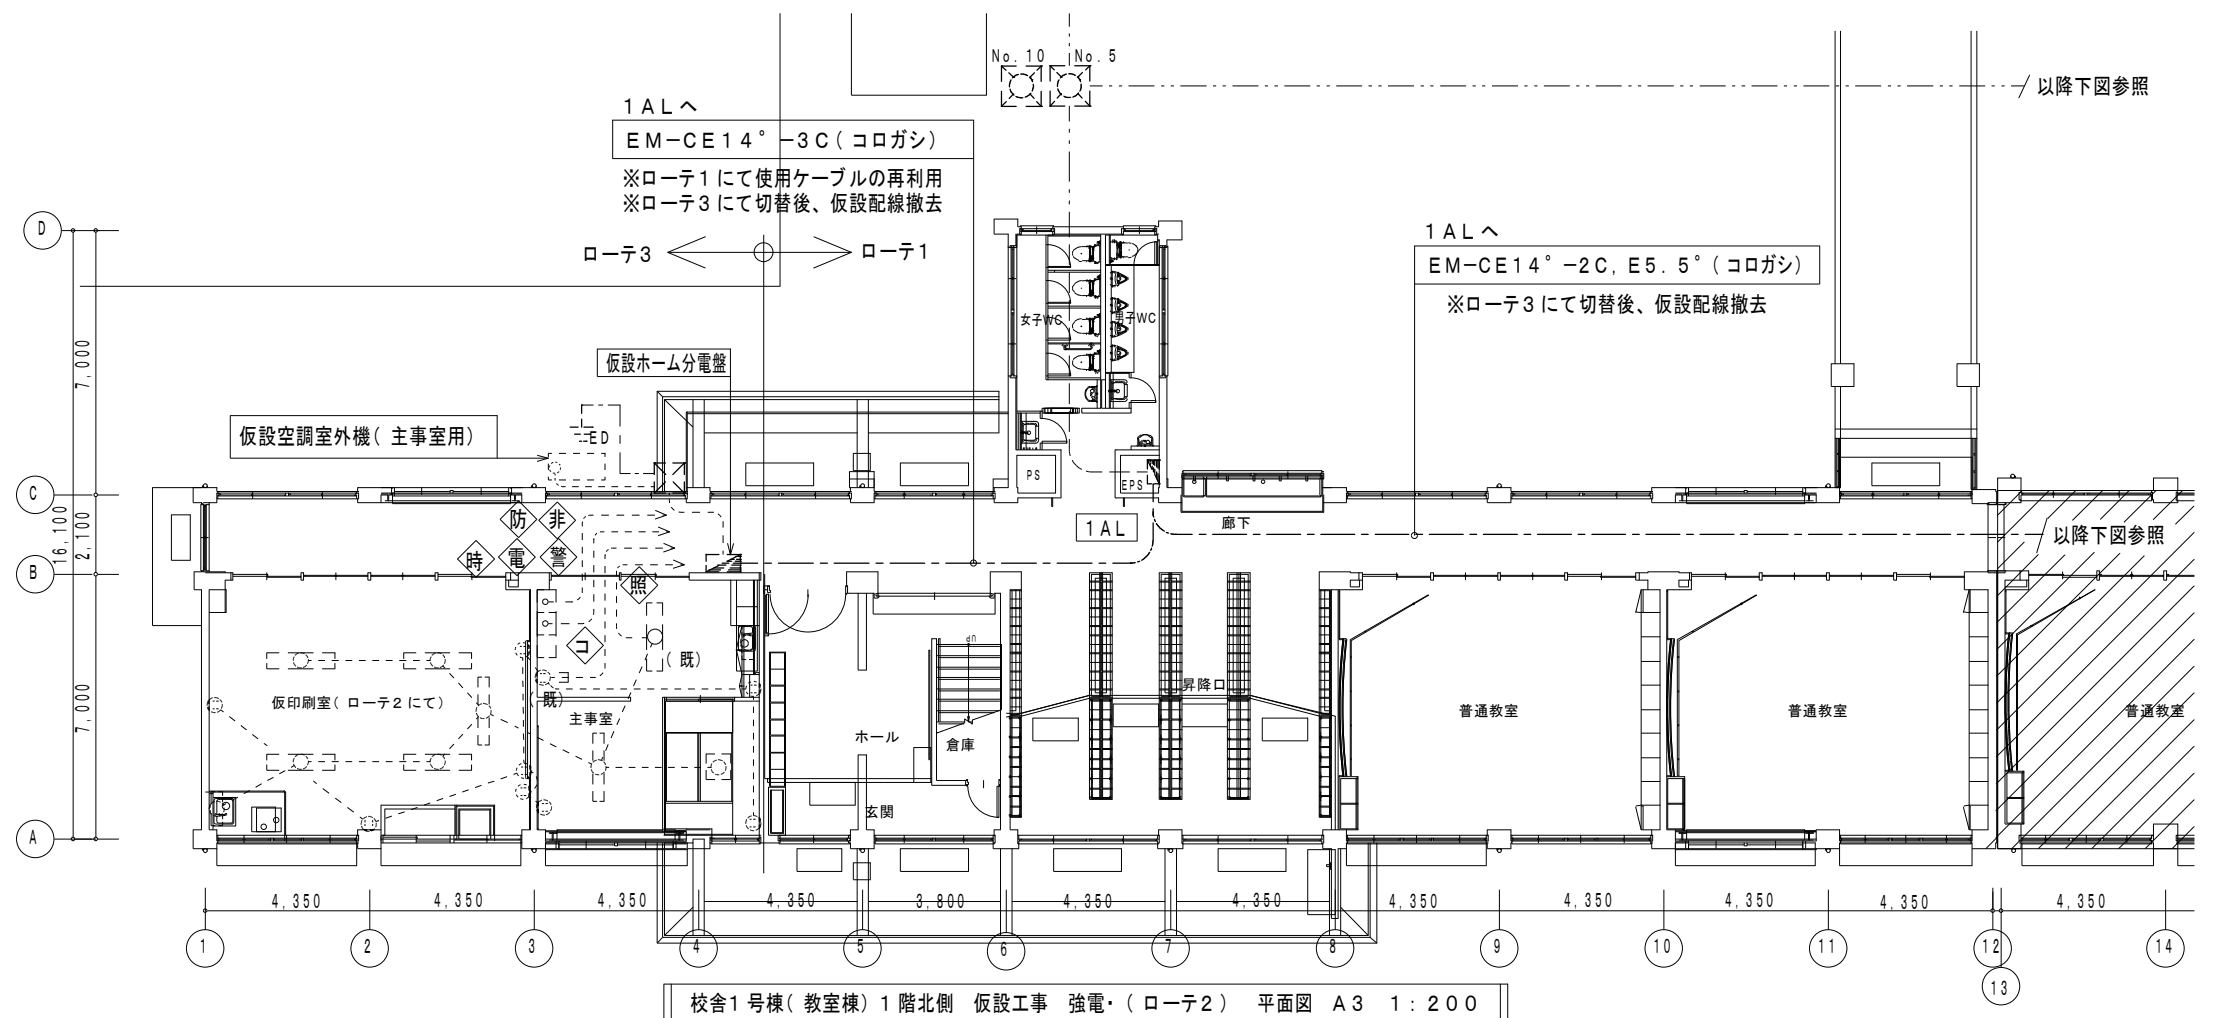 No.10
No.5
以降下図参照
1ALへ
EM-CE14°-3C(コロガシ)
※ローテ1にて使用ケーブルの再利用
※ローテ3にて切替後、仮設配線撤去
ローテ3
ローテ1
1ALへ
EM-CE14°-2C,E5.5°(コロガシ)
※ローテ3にて切替後、仮設配線撤去
D
女子WC
男子WC
7,000
仮設ホーム分電盤
仮設空調室外機(主事室用)
ED
PS
EPS
C
防
非
1AL
廊下
以降下図参照
16,100
2,100
時
電
警
B
照
コ
(既)
UP
7,000
仮印刷室(ローテ2にて)
(既)
主事室
昇降口
普通教室
普通教室
普通教室
ホール
倉庫
玄関
A
4,350
4,350
4,350
4,350
3,800
4,350
4,350
4,350
4,350
4,350
4,350
4,350
1
2
3
4
5
6
7
8
9
10
11
12
13
14
校舎1号棟(教室棟)1階北側 仮設工事 強電・(ローテ2) 平面図 A3 1:200